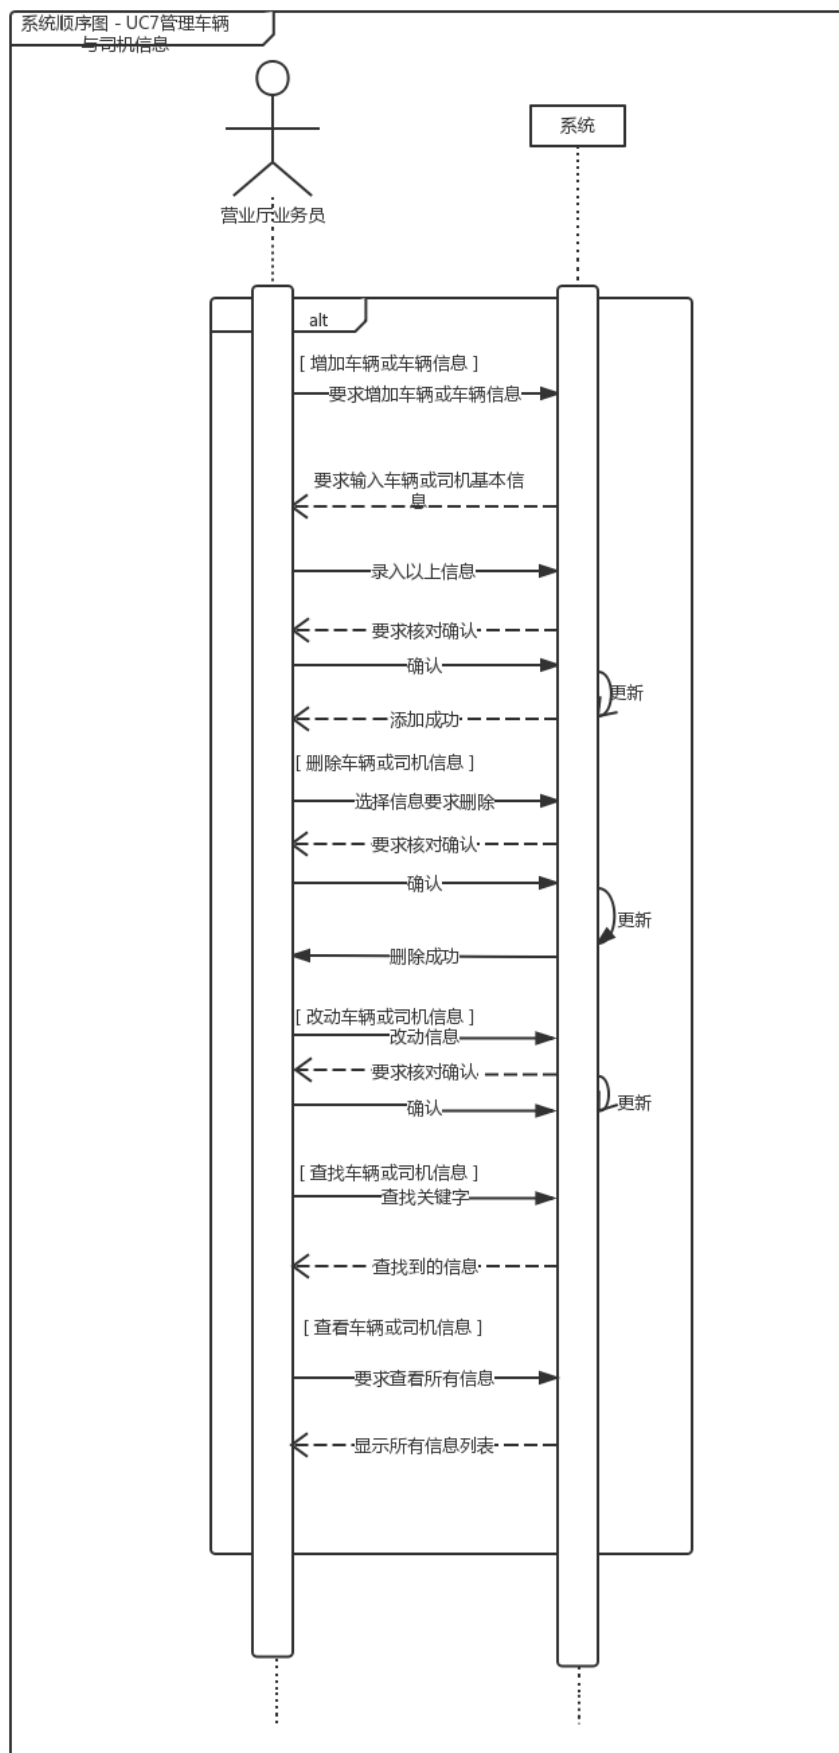 系统顺序图 - UC7管理车辆
与司机信息
系统
营业厅业务员
alt
[ 增加车辆或车辆信息 ]
要求增加车辆或车辆信息
要求输入车辆或司机基本信
息
录入以上信息
要求核对确认
确认
更新
添加成功
[ 删除车辆或司机信息 ]
选择信息要求删除
要求核对确认
确认
更新
删除成功
[ 改动车辆或司机信息 ]
改动信息
要求核对确认
更新
确认
[ 查找车辆或司机信息 ]
查找关键字
查找到的信息
[ 查看车辆或司机信息 ]
要求查看所有信息
显示所有信息列表